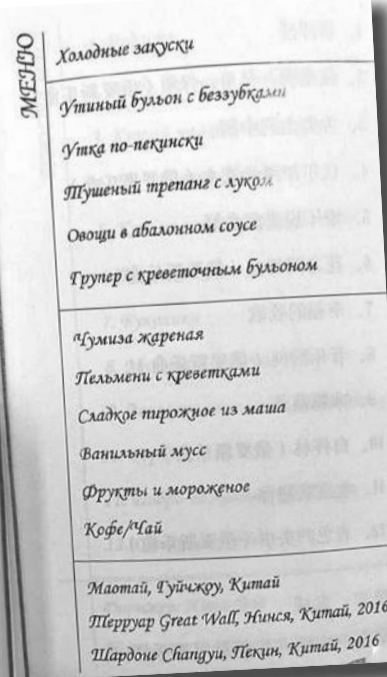 МЕНЮ
Холодные закуски
Утиный бульон с беззубками
Утка по-пекински
Тушеный трепанг с луком
Овощи в абалонном соусе
Групер с креветочным бульоном
Чумиза жареная
Пельмени с креветками
Сладкое пирожное из маша
Ванильный мусс
Фрукты и мороженое
Кофе/Чай
Маотай, Гуйчжоу, Китай
Терруар Great Wall, Нинся, Китай, 2016
Шардоне Changyu, Пекин, Китай, 2016